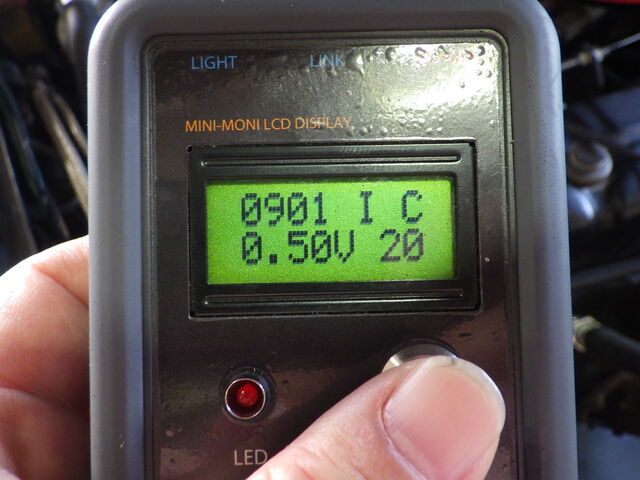 LIGHT LINK
MINI-MONI LCD DISPLAY
0901 I C
0.50V 20
LED